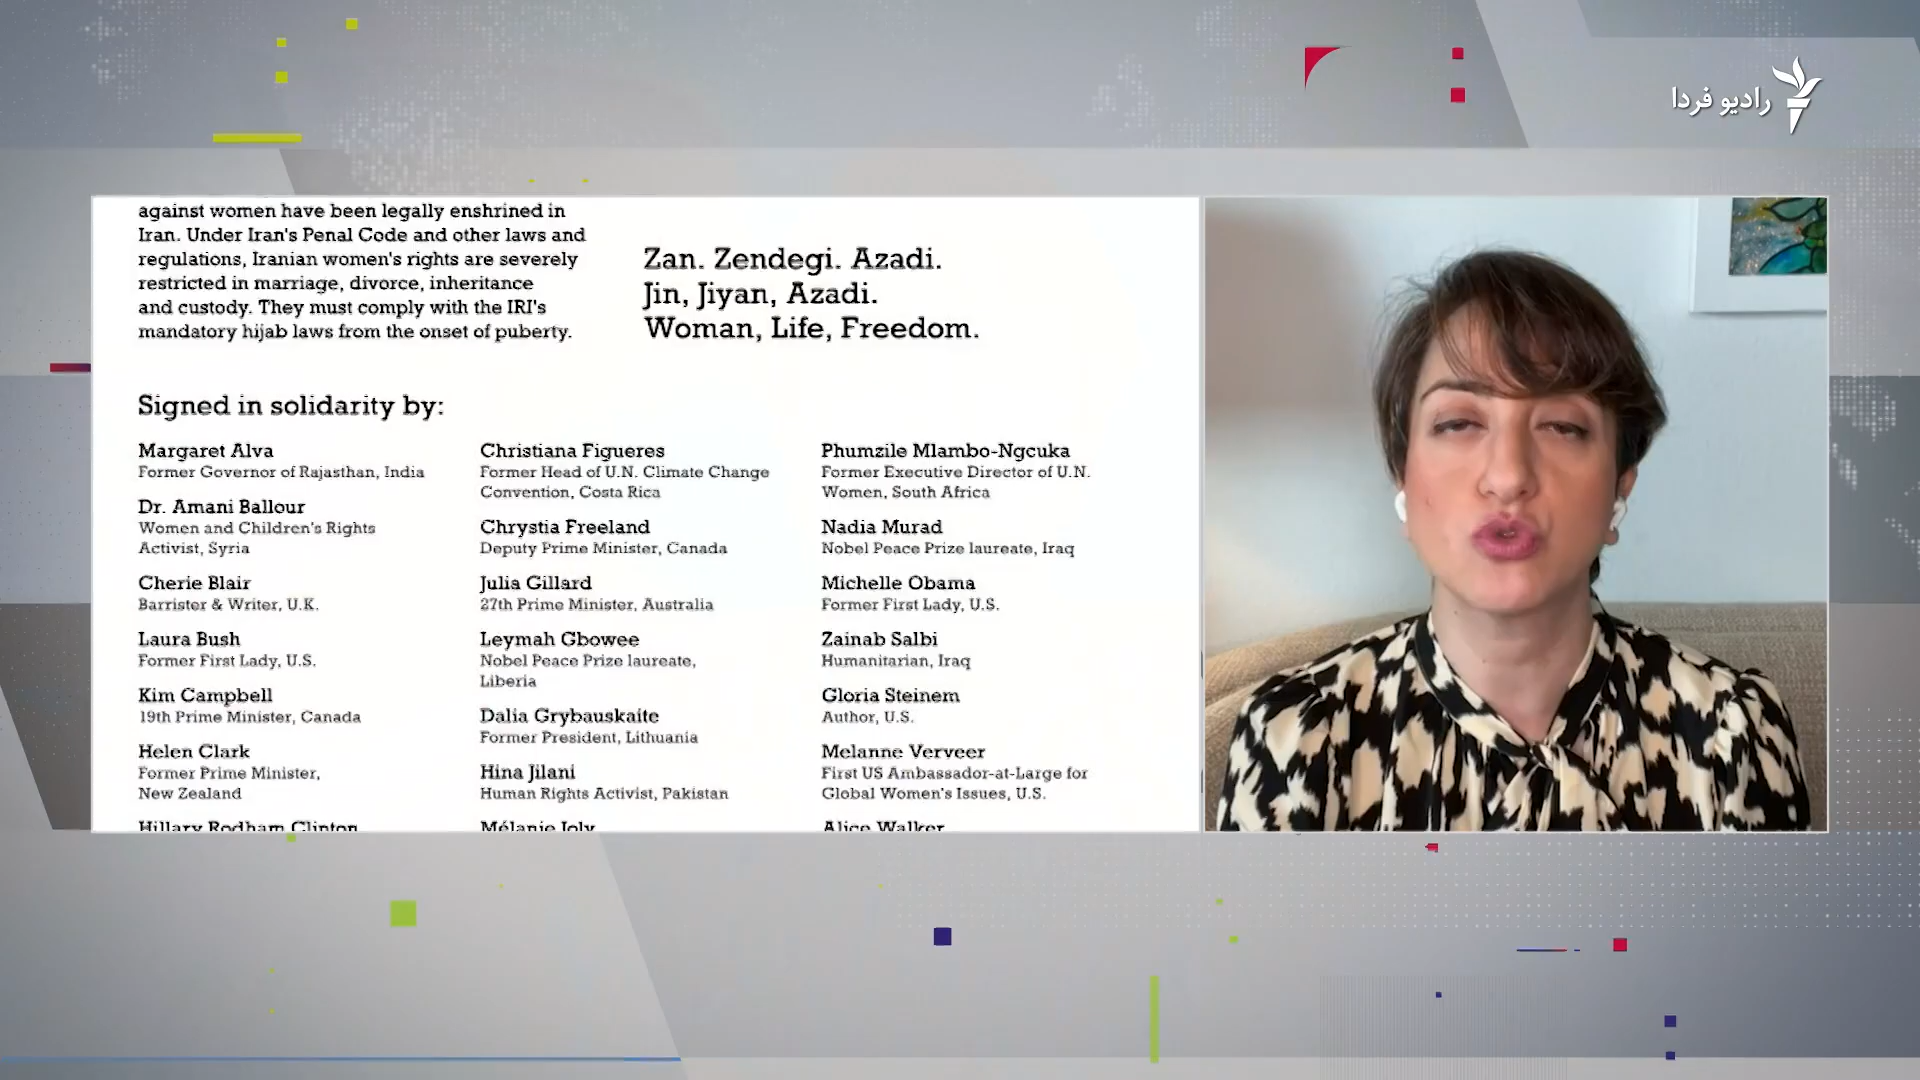 رادیو فردا
against women have been legally enshrined in
Iran. Under Iran's Penal Code and other laws and
regulations, Iranian women's rights are severely
restricted in marriage, divorce, inheritance
and custody. They must comply with the IRI's
mandatory hijab laws from the onset of puberty.
Zan. Zendegi. Azadi.
Jin, Jiyan, Azadi.
Woman, Life, Freedom.
Signed in solidarity by:
Margaret Alva
Former Governor of Rajasthan, India
Dr. Amani Ballour
Women and Children's Rights
Activist, Syria
Cherie Blair
Barrister & Writer, U.K.
Laura Bush
Former First Lady, U.S.
Kim Campbell
19th Prime Minister, Canada
Helen Clark
Former Prime Minister,
New Zealand
Hillary Rodham Clinton
Christiana Figueres
Former Head of U.N. Climate Change
Convention, Costa Rica
Chrystia Freeland
Deputy Prime Minister, Canada
Julia Gillard
27th Prime Minister, Australia
Leymah Gbowee
Nobel Peace Prize laureate,
Liberia
Dalia Grybauskaite
Former President, Lithuania
Hina Jilani
Human Rights Activist, Pakistan
Mélanie Joly
Phumzile Mlambo-Ngcuka
Former Executive Director of U.N.
Women, South Africa
Nadia Murad
Nobel Peace Prize laureate, Iraq
Michelle Obama
Former First Lady, U.S.
Zainab Salbi
Humanitarian, Iraq
Gloria Steinem
Author, U.S.
Melanne Verveer
First US Ambassador-at-Large for
Global Women's Issues, U.S.
Alice Walker